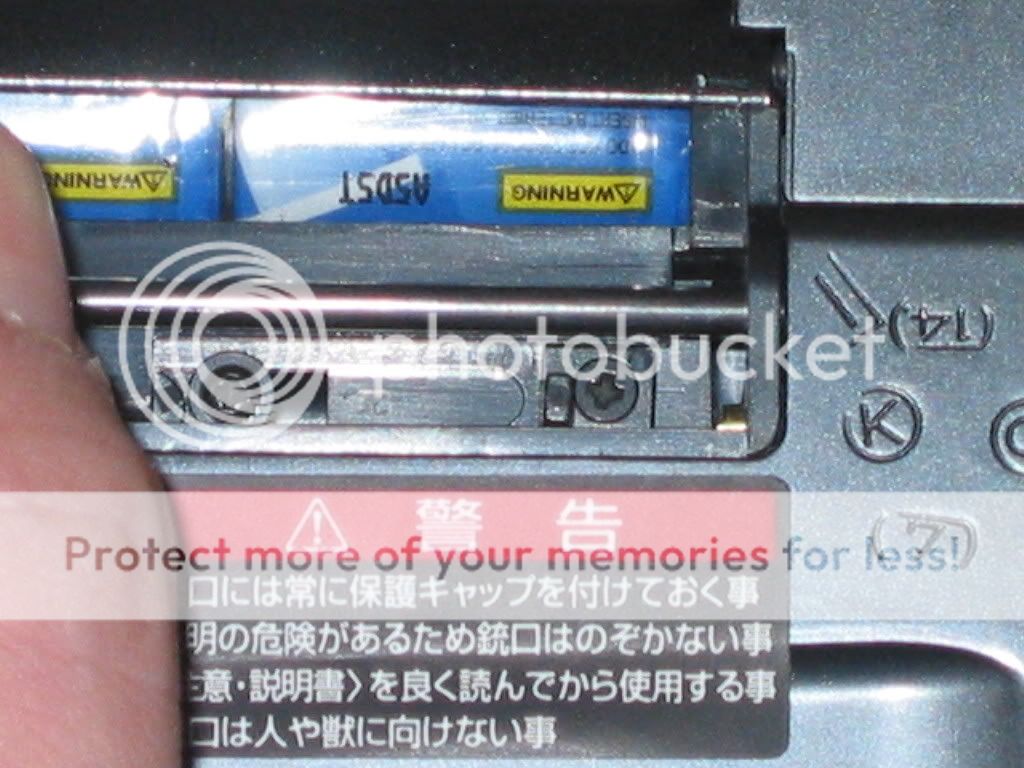 WARNING
A5D5T
WARNING
photobucket
(14)
K
警告
Protect more of your memories for less!
口には常に保護キャップを付けておく事
明の危険があるため銃口はのぞかない事
意・説明書〉を良く読んでから使用する事
口は人や獣に向けない事